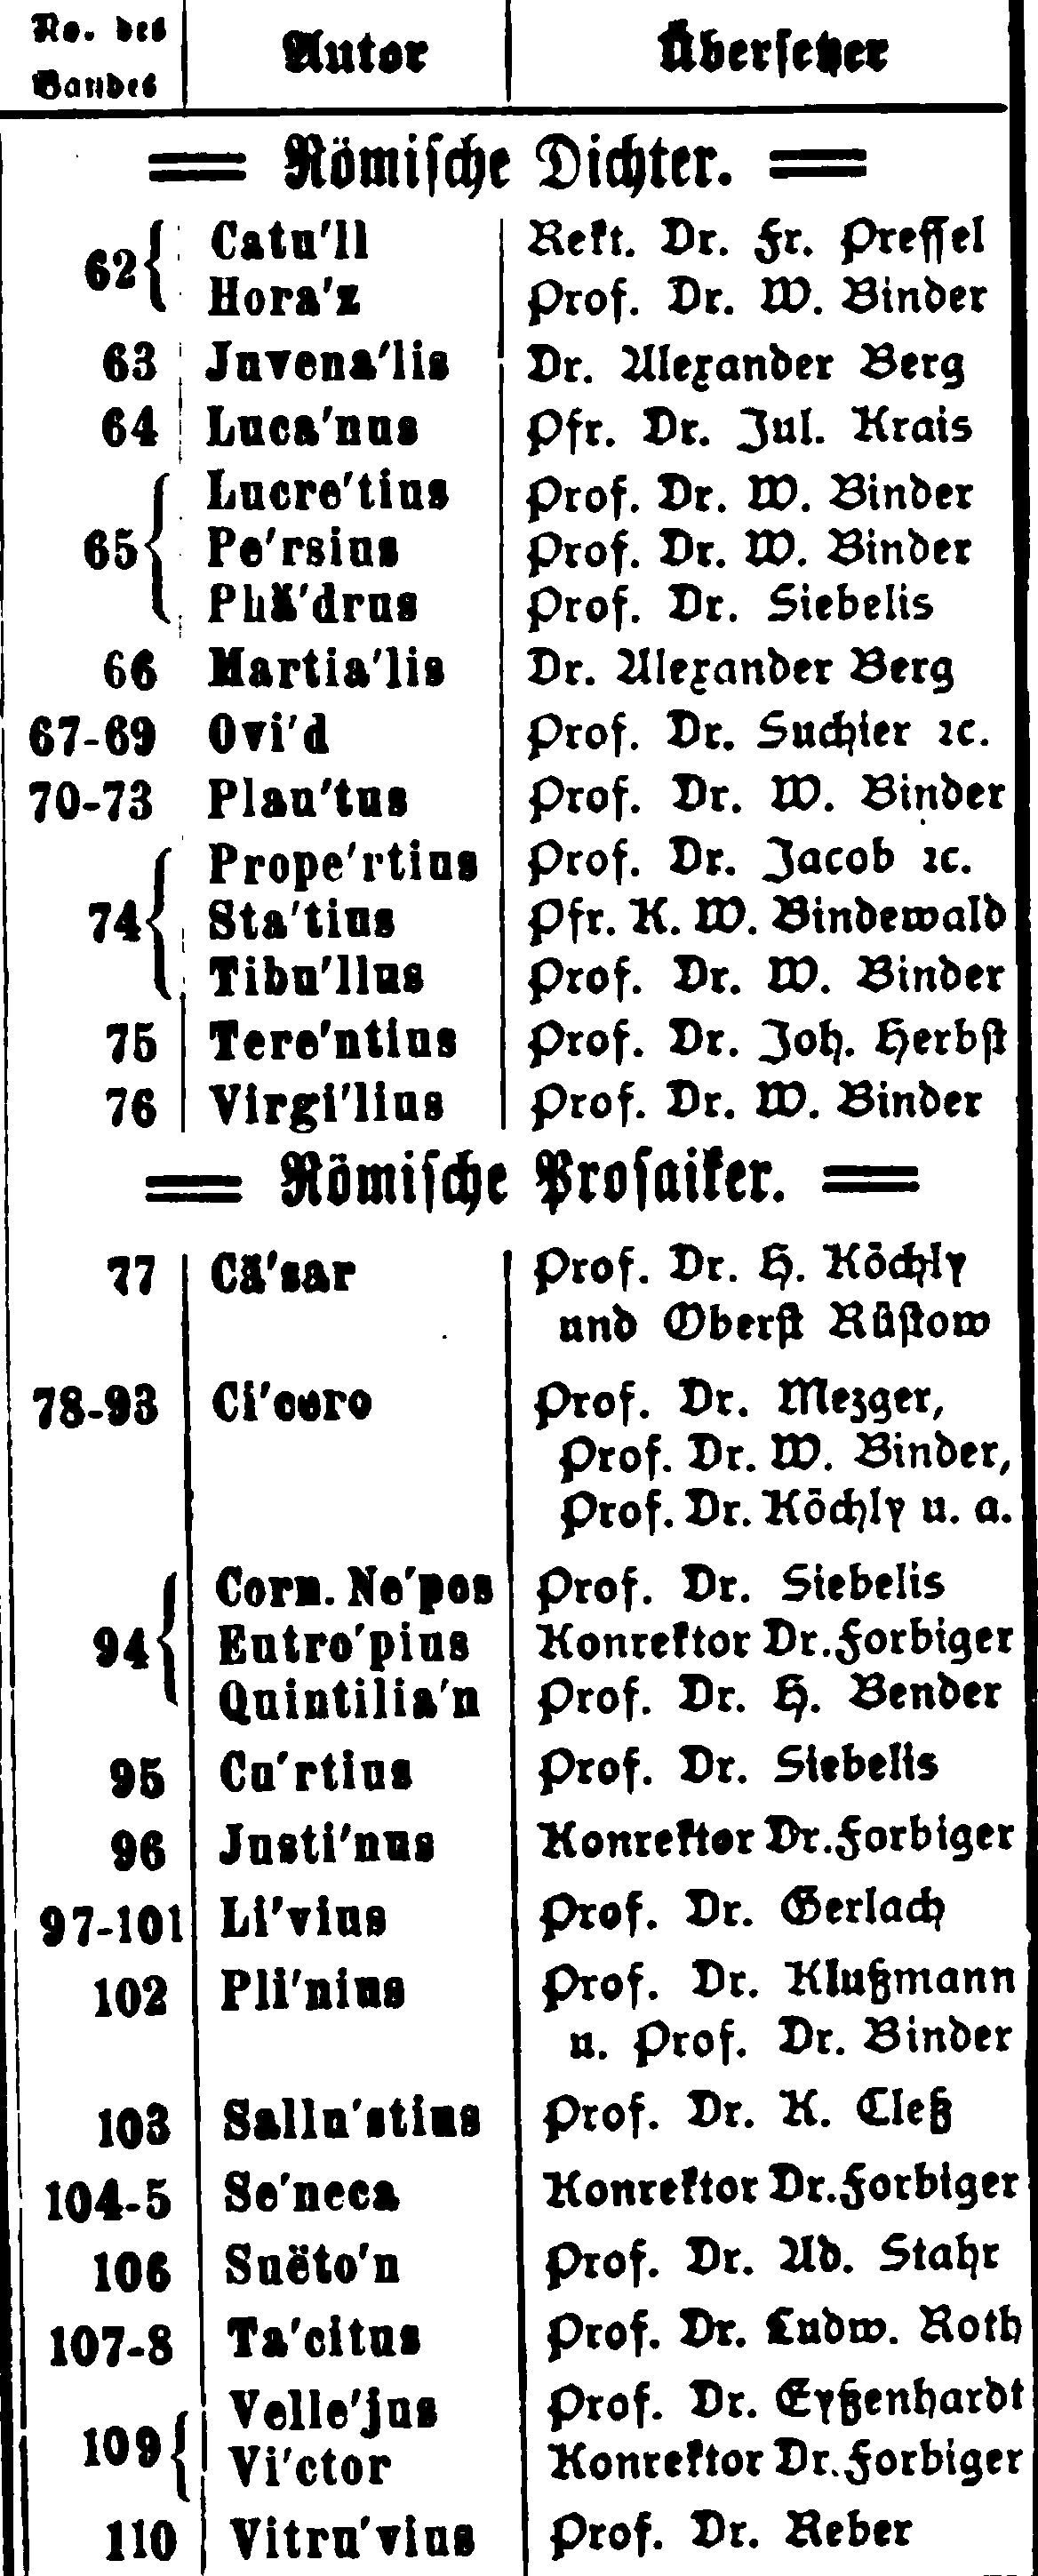 No. des Bandes Autor Übersetzer
Römische Dichter.
62 { Catu'll Rekt. Dr. Fr. Pressel
Hora'z Prof. Dr. W. Binder
63 Juvena'lis Dr. Alexander Berg
64 Luca'nus Pfr. Dr. Jul. Krais
Lucre'tius Prof. Dr. W. Binder
65 { Pe'rsius Prof. Dr. W. Binder
Phä'drus Prof. Dr. Siebelis
66 Martia'lis Dr. Alexander Berg
67-69 Ovi'd Prof. Dr. Suchier ꝛc.
70-73 Plau'tus Prof. Dr. W. Binder
Prope'rtius Prof. Dr. Jacob ꝛc.
74 { Sta'tius Pfr. K. W. Bindewald
Tibu'llus Prof. Dr. W. Binder
75 Tere'ntius Prof. Dr. Joh. Herbst
76 Virgi'lius Prof. Dr. W. Binder
Römische Prosaiker.
77 Cä'sar Prof. Dr. H. Köchly
und Oberst Rüstow
78-93 Ci'cero Prof. Dr. Mezger,
Prof. Dr. W. Binder,
Prof. Dr. Köchly u. a.
Corn. Ne'pos Prof. Dr. Siebelis
94 { Eutro'pius Konrektor Dr. Forbiger
Quintilia'n Prof. Dr. H. Bender
95 Cu'rtius Prof. Dr. Siebelis
96 Justi'nus Konrektor Dr. Forbiger
97-101 Li'vius Prof. Dr. Gerlach
102 Pli'nius Prof. Dr. Klußmann
u. Prof. Dr. Binder
103 Sallu'stius Prof. Dr. K. Cleß
104-5 Se'neca Konrektor Dr. Forbiger
106 Suëto'n Prof. Dr. Ad. Stahr
107-8 Ta'citus Prof. Dr. Ludw. Roth
109 { Velle'jus Prof. Dr. Eyßenhardt
Vi'ctor Konrektor Dr. Forbiger
110 Vitru'vius Prof. Dr. Reber